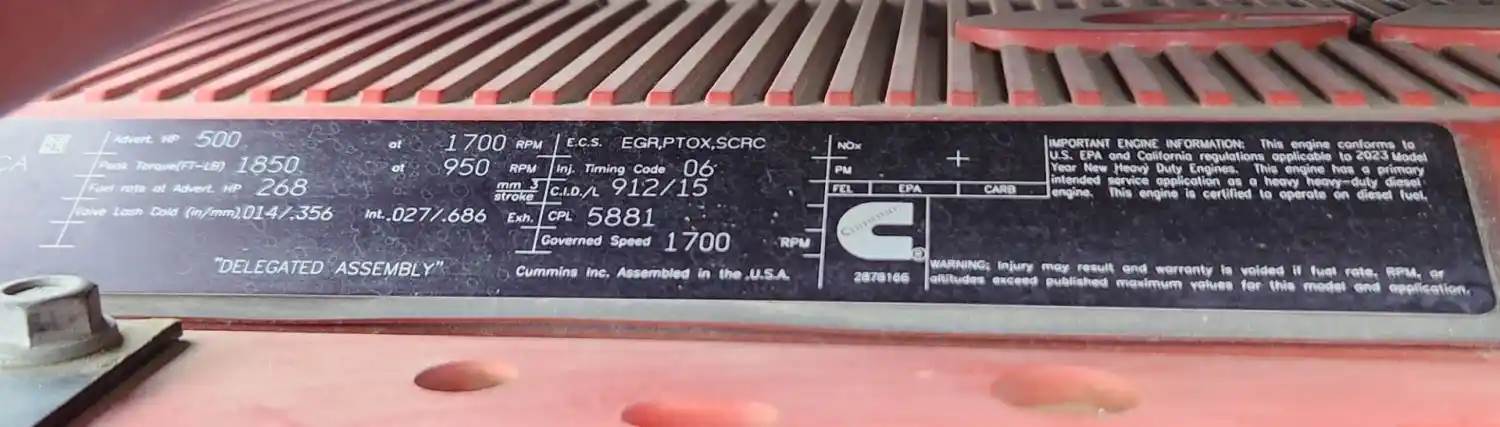 CA
Advert. HP 500 at 1700 RPM
Peak Torque(FT-LB) 1850 at 950 RPM
Fuel rate at Advert. HP 268 mm 3 stroke
Valve Lash Cold (in/mm).014/.356 Int..027/.686 Exh.
"DELEGATED ASSEMBLY"
E.C.S. EGR,PTOX,SCRC
Inj. Timing Code 06
C.I.D./L 912/15
CPL 5881
Governed Speed 1700 RPM
Cummins Inc. Assembled in the .U.S.A.
NOx
PM
FEL EPA CARB
Cummins
®
2878166
IMPORTANT ENGINE INFORMATION: This engine conforms to
U.S. EPA and California regulations applicable to 2023 Model
Year New Heavy Duty Engines. This engine has a primary
intended service application as a heavy heavy-duty diesel
engine. This engine is certified to operate on diesel fuel.
WARNING: Injury may result and warranty is voided if fuel rate, RPM, or
altitudes exceed published maximum values for this model and application.